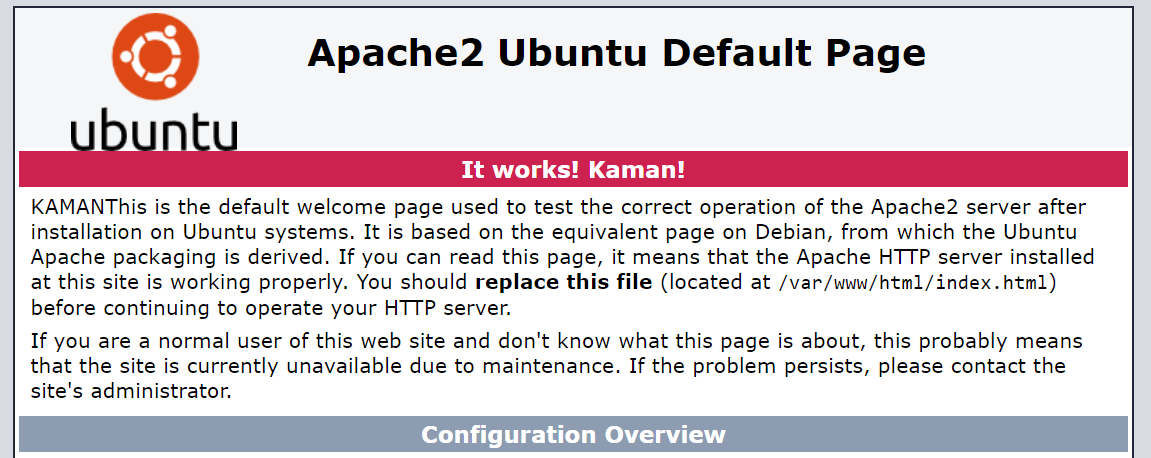 Apache2 Ubuntu Default Page
ubuntu
It works! Kaman!
KAMANThis is the default welcome page used to test the correct operation of the Apache2 server after
installation on Ubuntu systems. It is based on the equivalent page on Debian, from which the Ubuntu
Apache packaging is derived. If you can read this page, it means that the Apache HTTP server installed
at this site is working properly. You should replace this file (located at /var/www/html/index.html)
before continuing to operate your HTTP server.
If you are a normal user of this web site and don't know what this page is about, this probably means
that the site is currently unavailable due to maintenance. If the problem persists, please contact the
site's administrator.
Configuration Overview